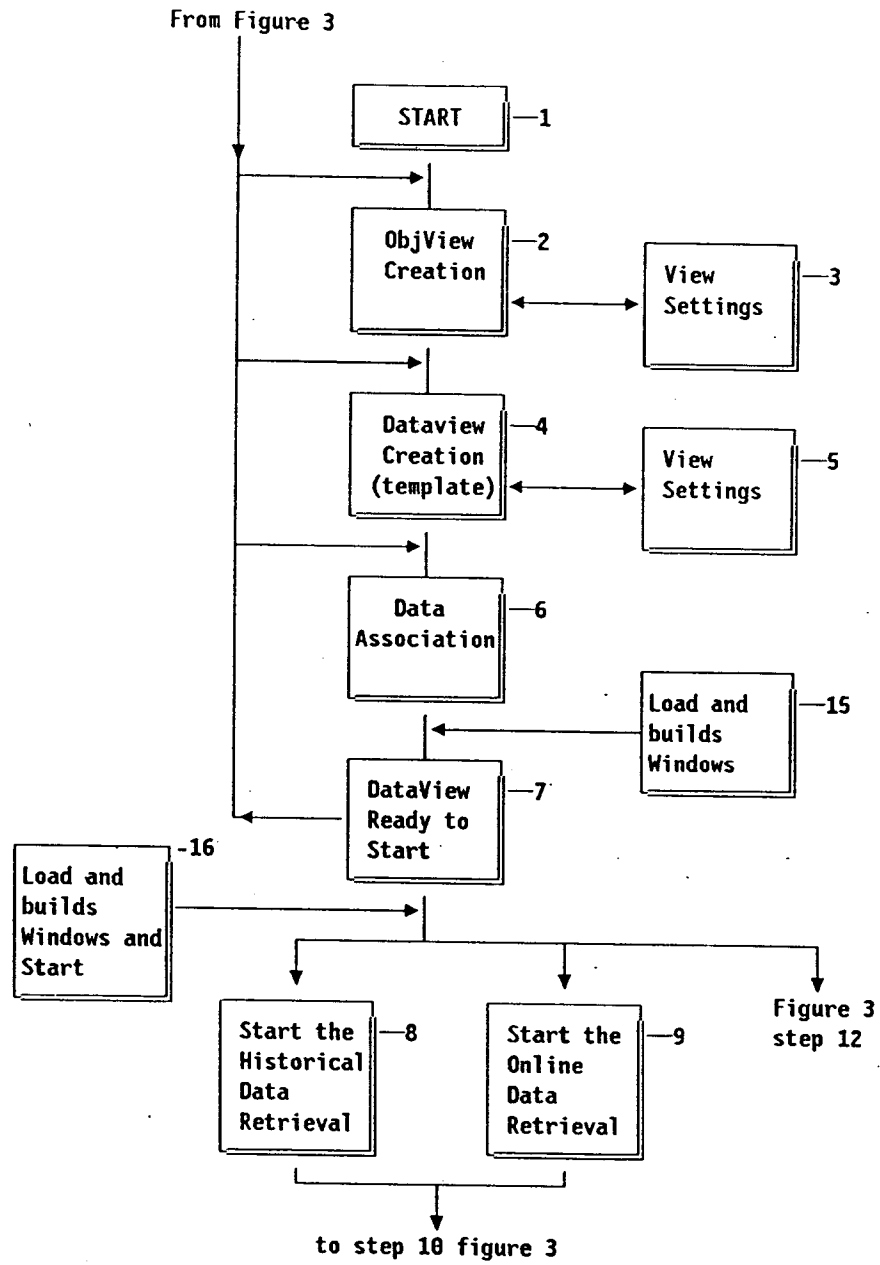 From Figure 3
START
1
ObjView
Creation
2
View
Settings
3
Dataview
Creation
(template)
4
View
Settings
5
Data
Association
6
Load and
builds
Windows
15
DataView
Ready to
Start
7
Load and
builds
Windows and
Start
16
Start the
Historical
Data
Retrieval
8
Start the
Online
Data
Retrieval
9
Figure 3
step 12
to step 10 figure 3